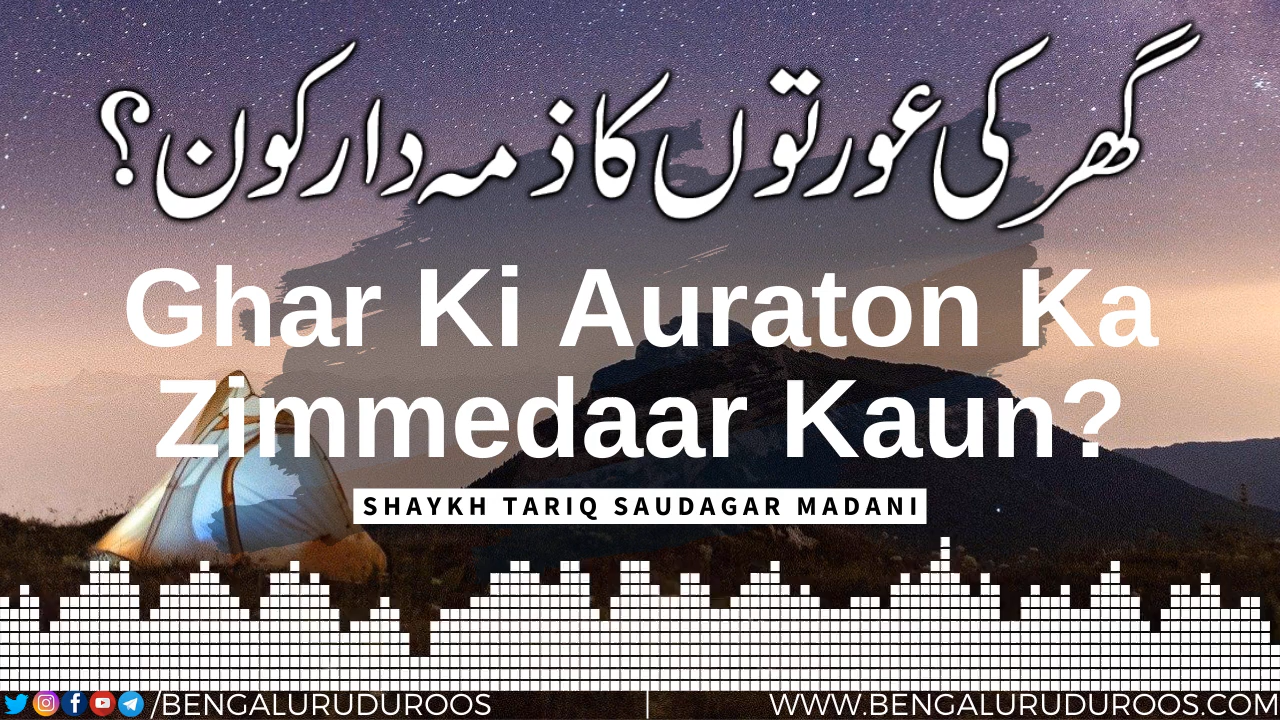 گھر کی عورتوں کا ذمہ دار کون؟
Ghar Ki Auraton Ka
Zimmedaar Kaun?
SHAYKH TARIQ SAUDAGAR MADANI
/BENGALURUDUROOS | WWW.BENGALURUDUROOS.COM